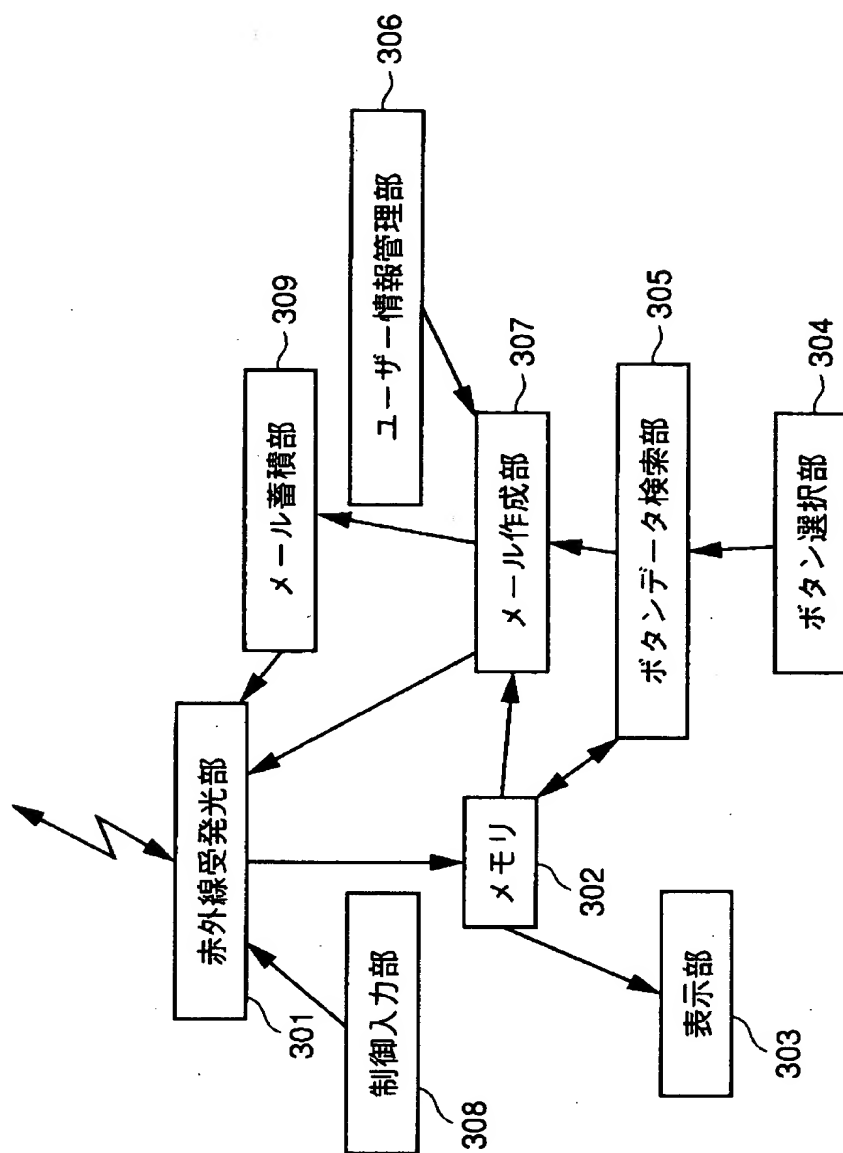 赤外線受発光部
301
制御入力部
308
メモリ
302
表示部
303
メール蓄積部
309
ユーザー情報管理部
306
メール作成部
307
ボタンデータ検索部
305
ボタン選択部
304